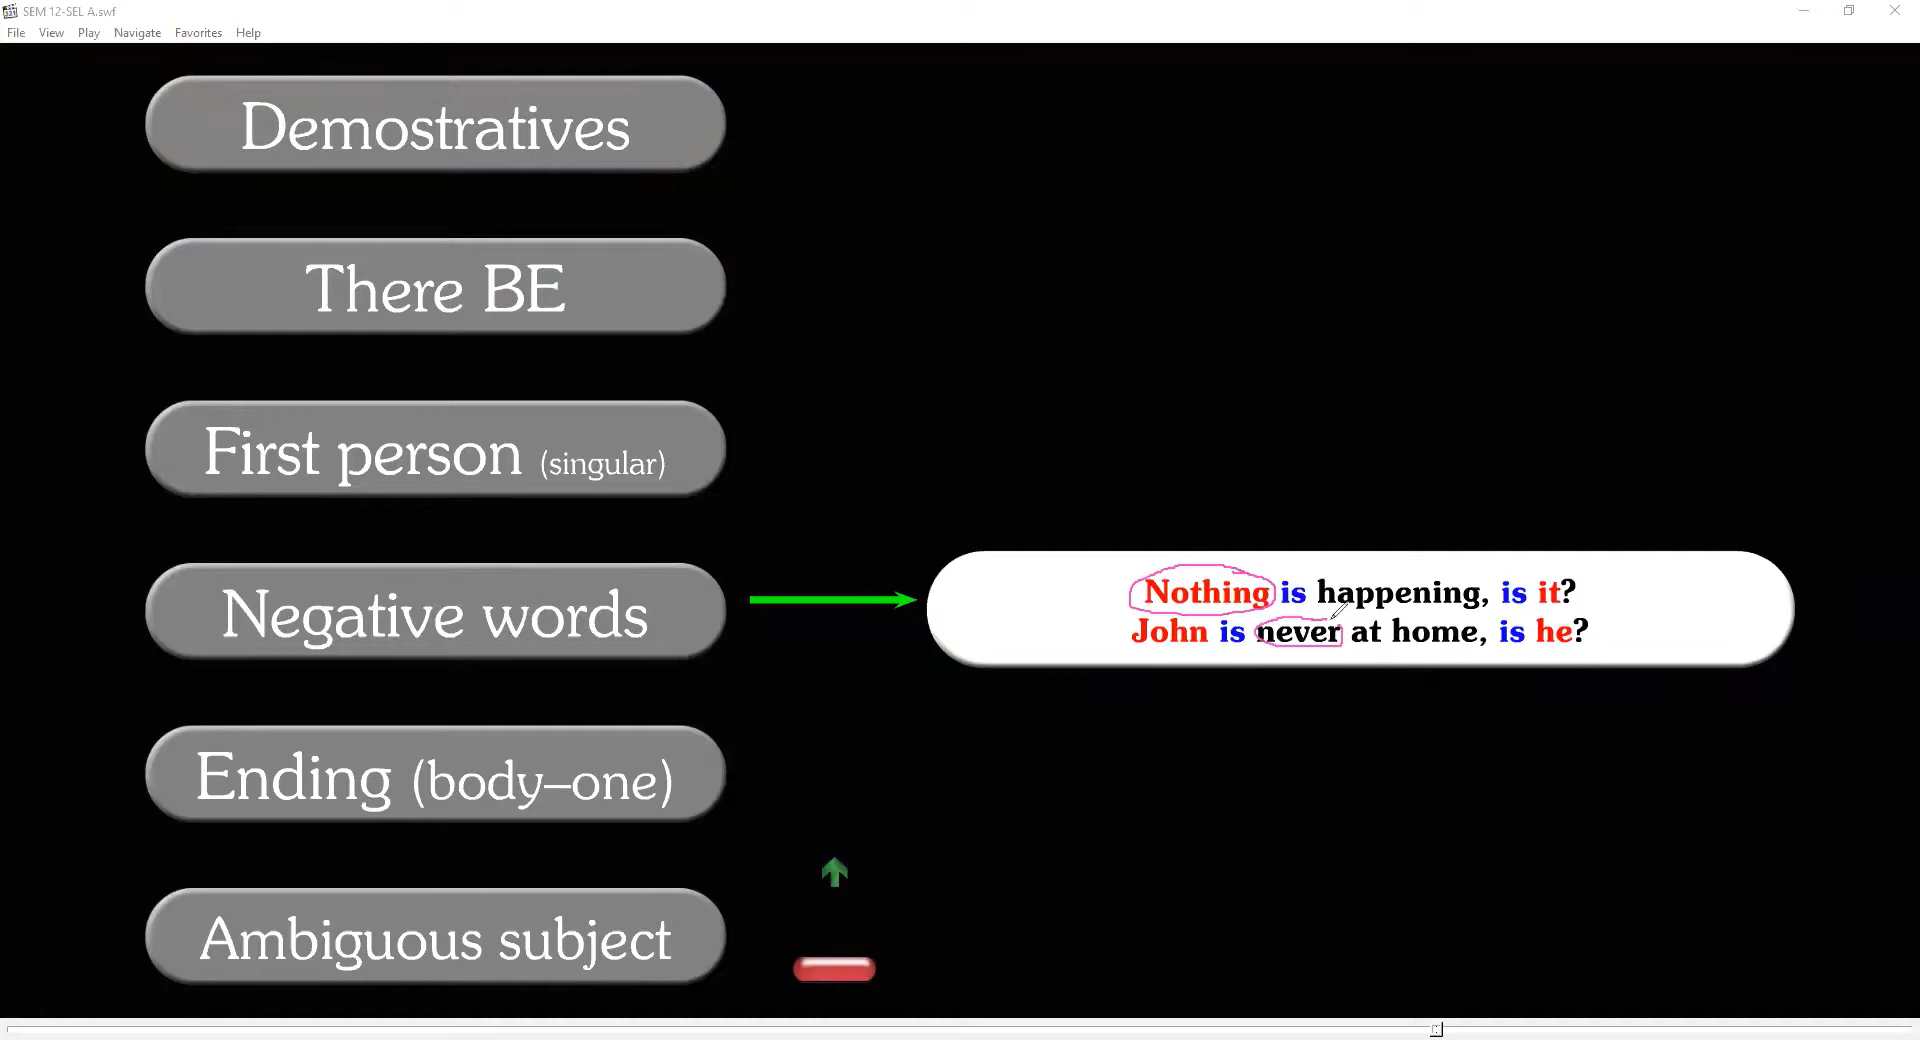 SEM 12-SEL A.swf
File View Play Navigate Favorites Help
Demostratives
There BE
First person (singular)
Negative words
Nothing is happening, is it?
John is never at home, is he?
Ending (body–one)
Ambiguous subject